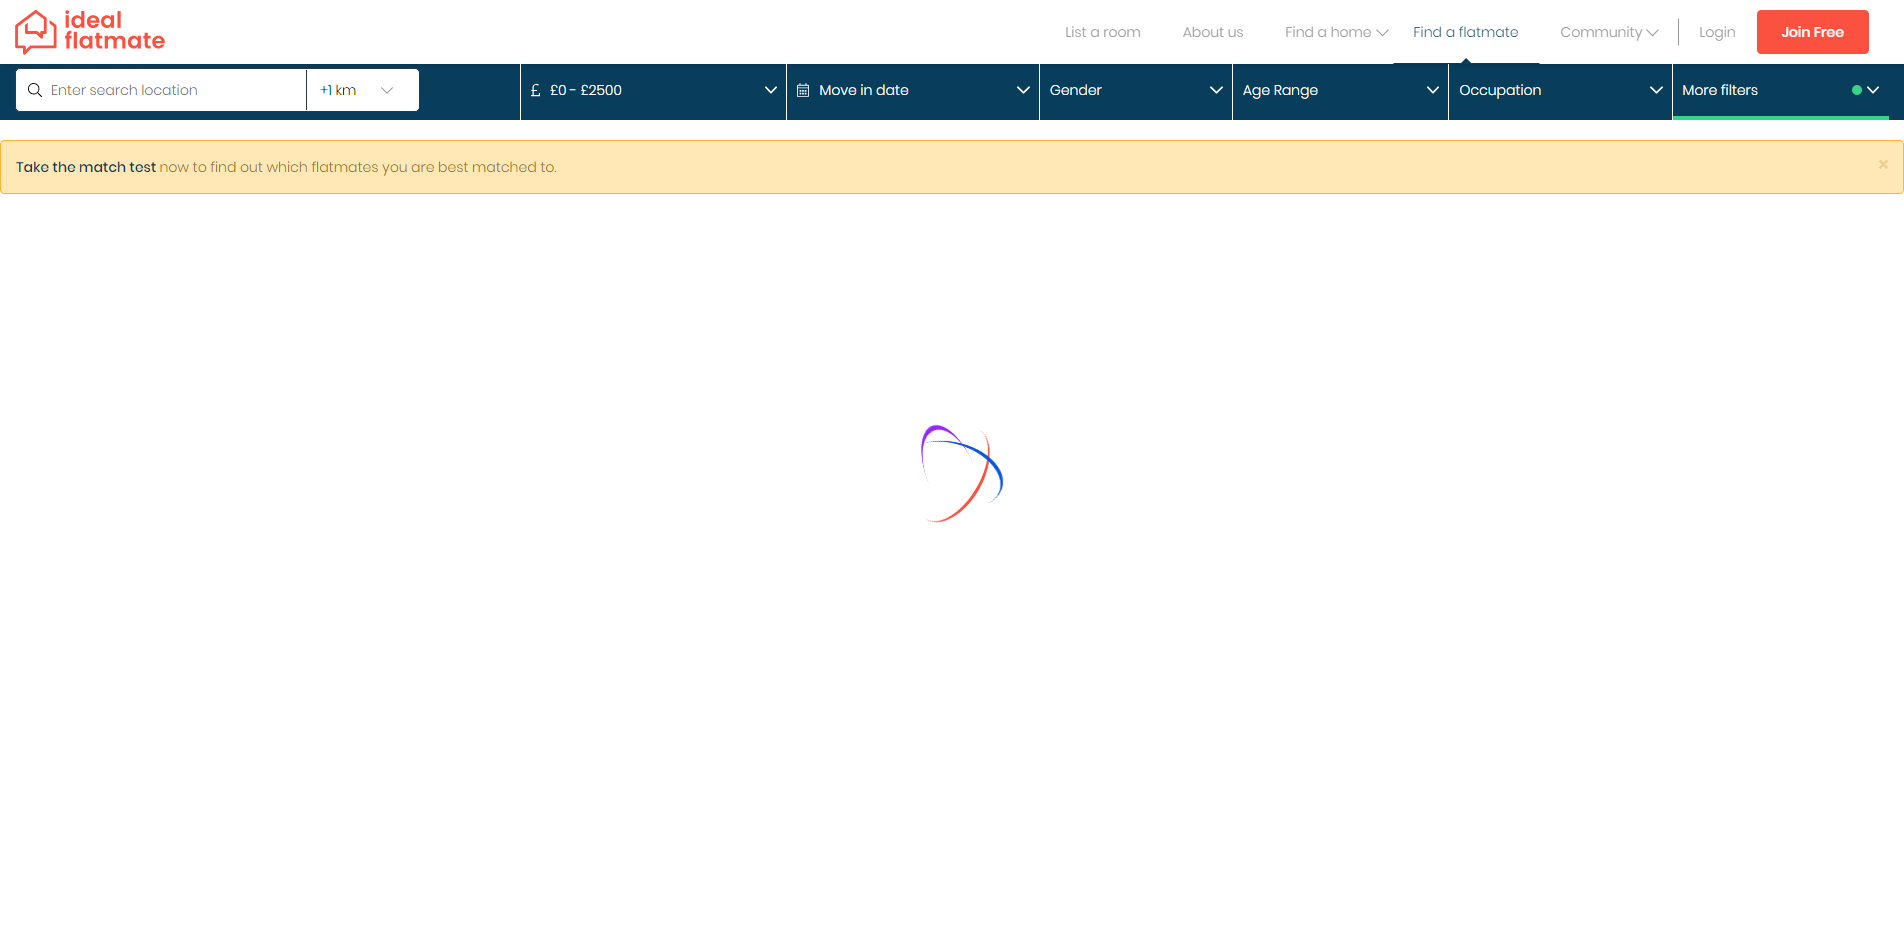 ideal
flatmate
List a room
About us
Find a home
Find a flatmate
Community
Login
Join Free
Enter search location
+1 km
£ £0 - £2500
Move in date
Gender
Age Range
Occupation
More filters
Take the match test now to find out which flatmates you are best matched to.
×